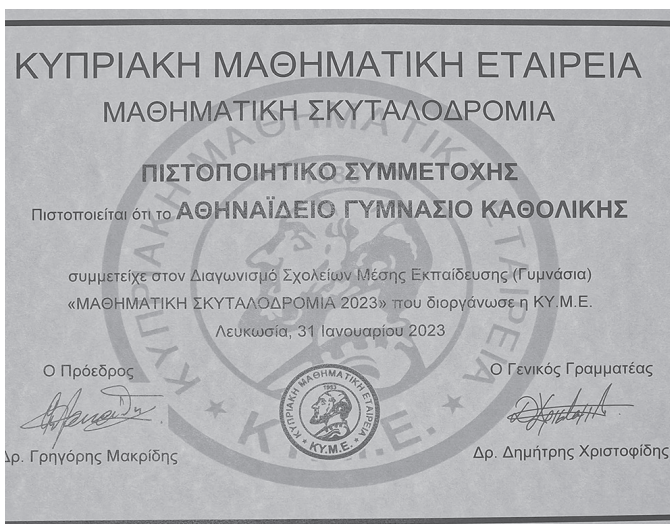 ΚΥΠΡΙΑΚΗ ΜΑΘΗΜΑΤΙΚΗ ΕΤΑΙΡΕΙΑ
ΜΑΘΗΜΑΤΙΚΗ ΣΚΥΤΑΛΟΔΡΟΜΙΑ
ΠΙΣΤΟΠΟΙΗΤΙΚΟ ΣΥΜΜΕΤΟΧΗΣ
Πιστοποιείται ότι το ΑΘΗΝΑΪΔΕΙΟ ΓΥΜΝΑΣΙΟ ΚΑΘΟΛΙΚΗΣ
συμμετείχε στον Διαγωνισμό Σχολείων Μέσης Εκπαίδευσης (Γυμνάσια)
«ΜΑΘΗΜΑΤΙΚΗ ΣΚΥΤΑΛΟΔΡΟΜΙΑ 2023» που διοργάνωσε η ΚΥ.Μ.Ε.
Λευκωσία, 31 Ιανουαρίου 2023
Ο Πρόεδρος
Ο Γενικός Γραμματέας
ΚΥΠΡΙΑΚΗ ΜΑΘΗΜΑΤΙΚΗ ΕΤΑΙΡΕΙΑ
1983
ΚΥ.Μ.Ε.
Δρ. Γρηγόρης Μακρίδης
Δρ. Δημήτρης Χριστοφίδης